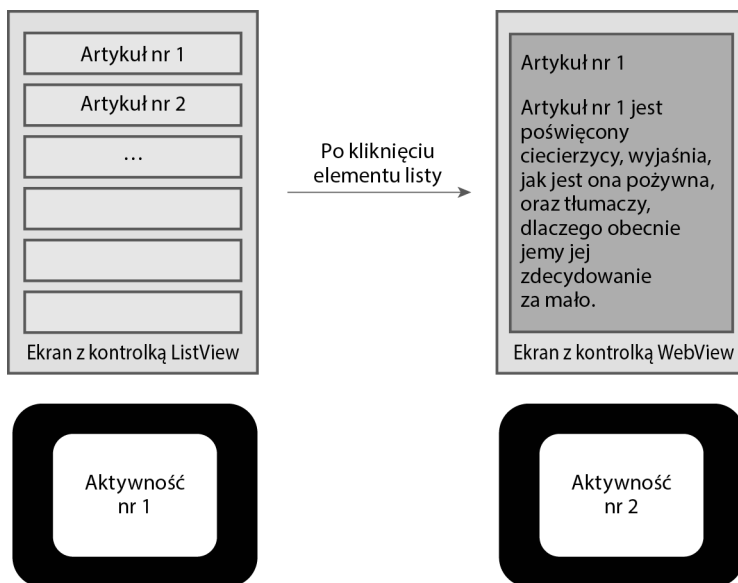 Artykuł nr 1
Artykuł nr 2
...
Ekran z kontrolką ListView
Po kliknięciu
elementu listy
Artykuł nr 1
Artykuł nr 1 jest
poświęcony
ciecierzycy, wyjaśnia,
jak jest ona pożywna,
oraz tłumaczy,
dlaczego obecnie
jemy jej
zdecydowanie
za mało.
Ekran z kontrolką WebView
Aktywność
nr 1
Aktywność
nr 2